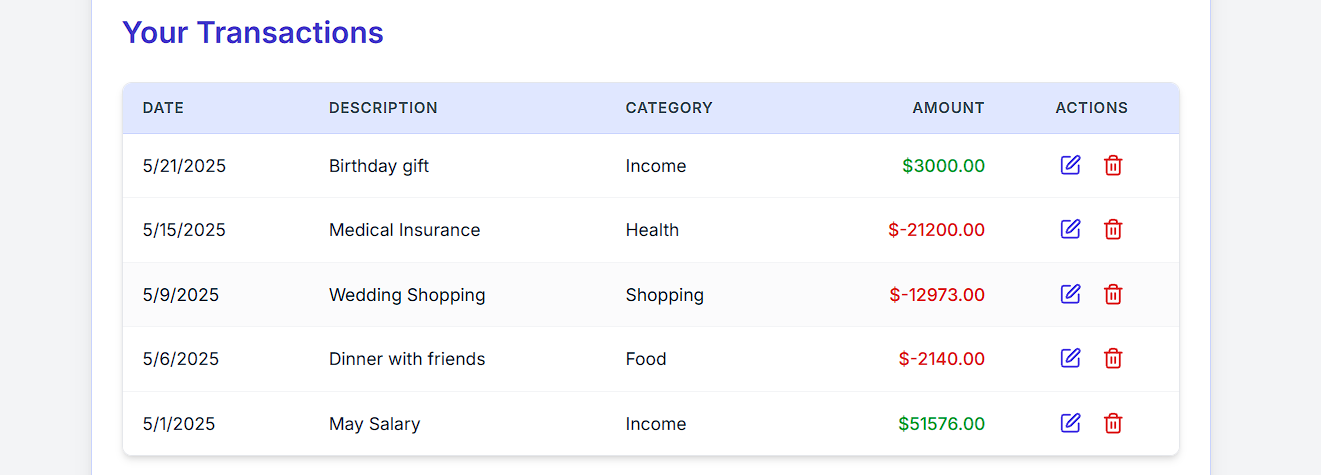 Your Transactions
DATE DESCRIPTION CATEGORY AMOUNT ACTIONS
5/21/2025 Birthday gift Income $3000.00
5/15/2025 Medical Insurance Health $-21200.00
5/9/2025 Wedding Shopping Shopping $-12973.00
5/6/2025 Dinner with friends Food $-2140.00
5/1/2025 May Salary Income $51576.00